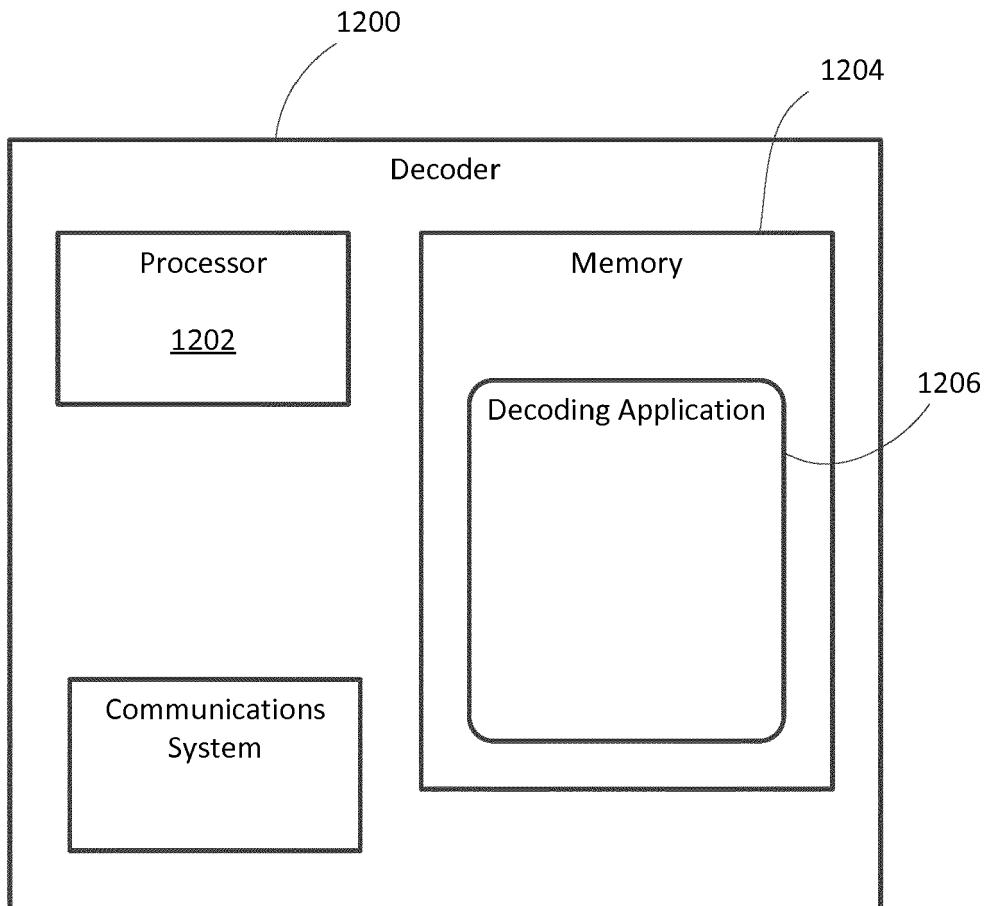 1200
1204
Decoder
Processor
1202
Memory
1206
Decoding Application
Communications
System